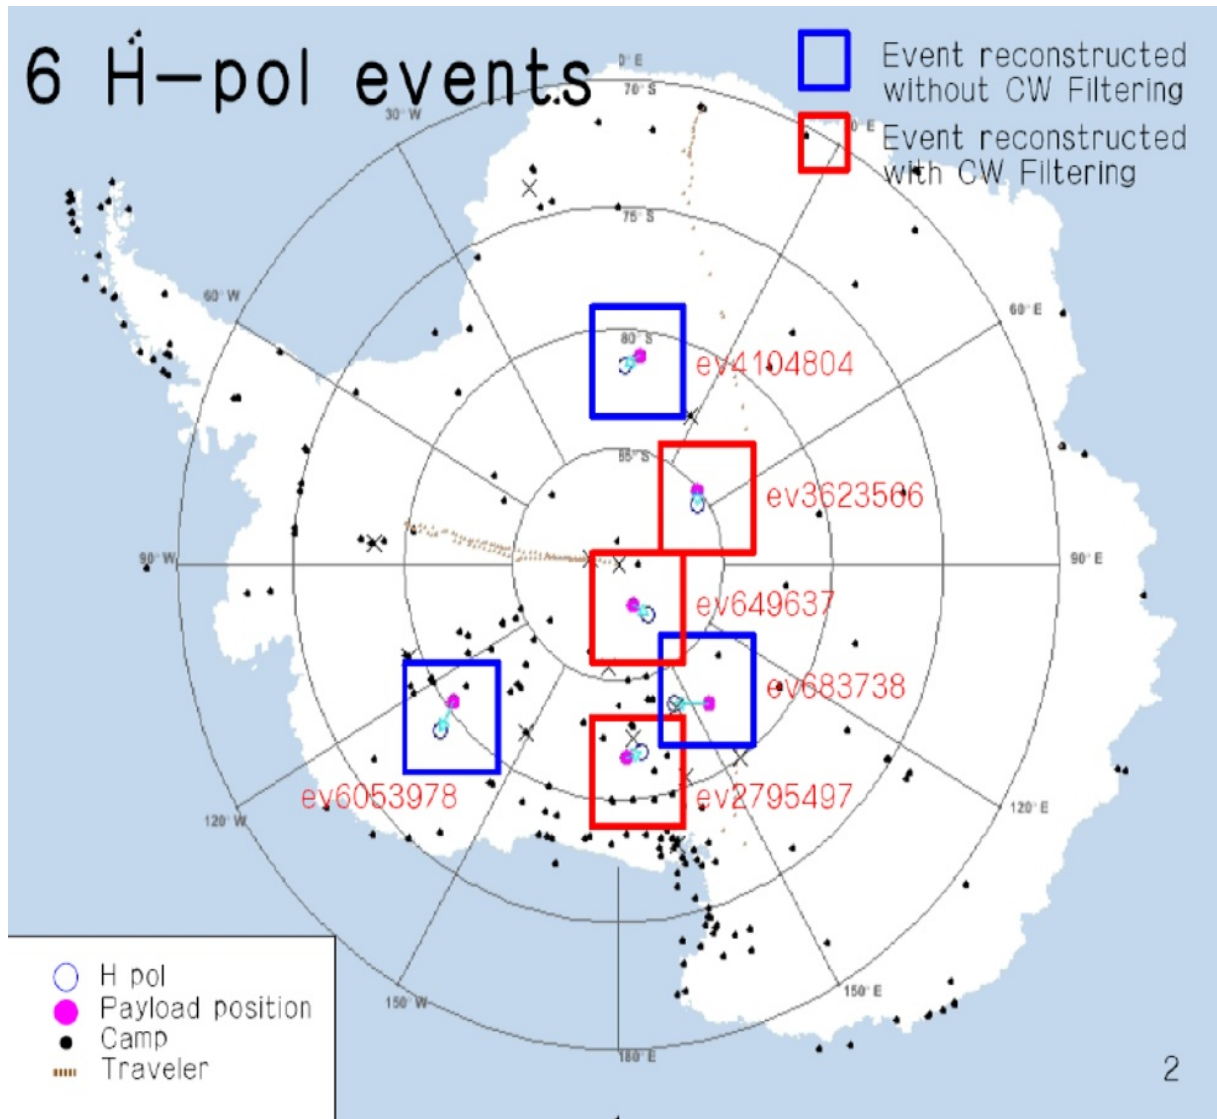 6 H-pol events
Event reconstructed
without CW Filtering
Event reconstructed
with CW Filtering
0° E
70° S
30° W
0° E
75° S
60° W
60° E
80° S
ev4104804
85° S
ev3623566
90° W
90° E
ev649637
ev683738
ev6053978
ev2795497
120° W
120° E
150° W
150° E
180° E
H pol
Payload position
Camp
Traveler
2